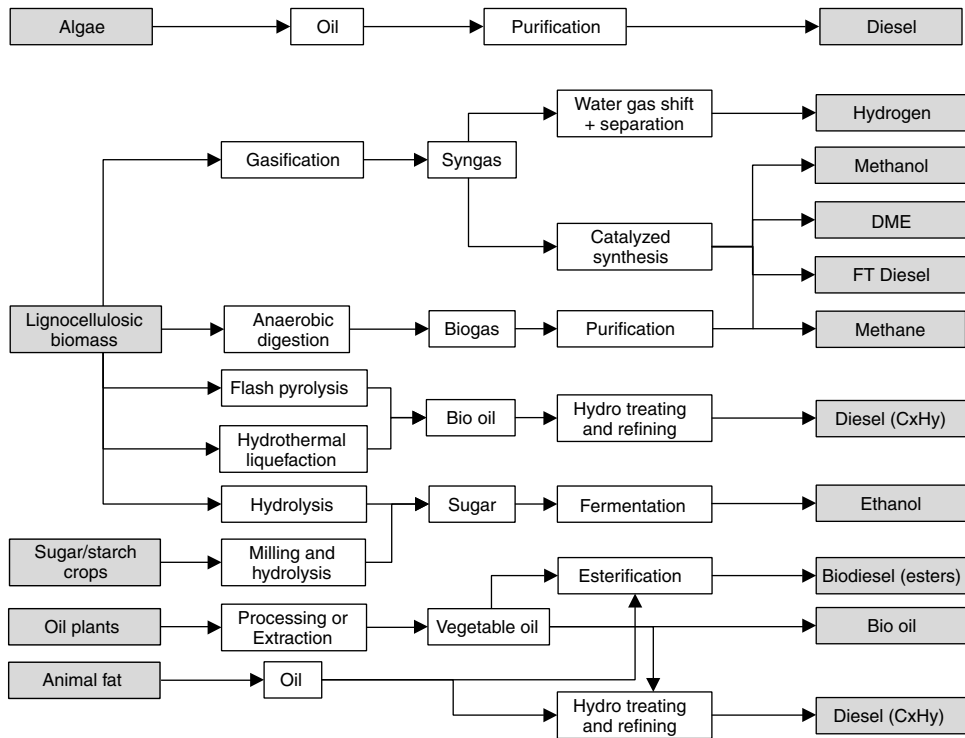 Algae
Oil
Purification
Diesel
Water gas shift
+ separation
Hydrogen
Gasification
Syngas
Methanol
DME
Catalyzed
synthesis
FT Diesel
Lignocellulosic
biomass
Anaerobic
digestion
Biogas
Purification
Methane
Flash pyrolysis
Bio oil
Hydro treating
and refining
Diesel (CxHy)
Hydrothermal
liquefaction
Hydrolysis
Sugar
Fermentation
Ethanol
Sugar/starch
crops
Milling and
hydrolysis
Esterification
Biodiesel (esters)
Oil plants
Processing or
Extraction
Vegetable oil
Bio oil
Animal fat
Oil
Hydro treating
and refining
Diesel (CxHy)